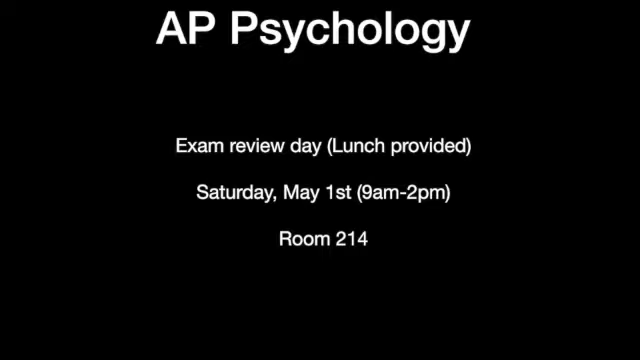 AP Psychology
Exam review day (Lunch provided)
Saturday, May 1st (9am-2pm)
Room 214